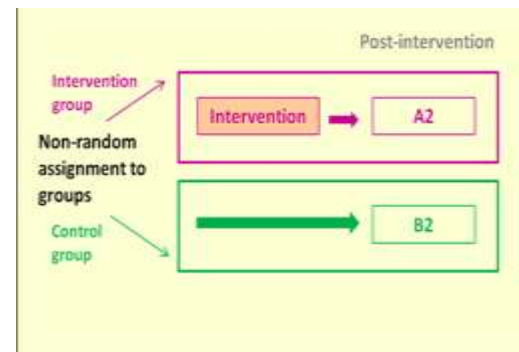 Post-intervention
Intervention
group
Intervention
A2
Non-random
assignment to
groups
Control
group
B2